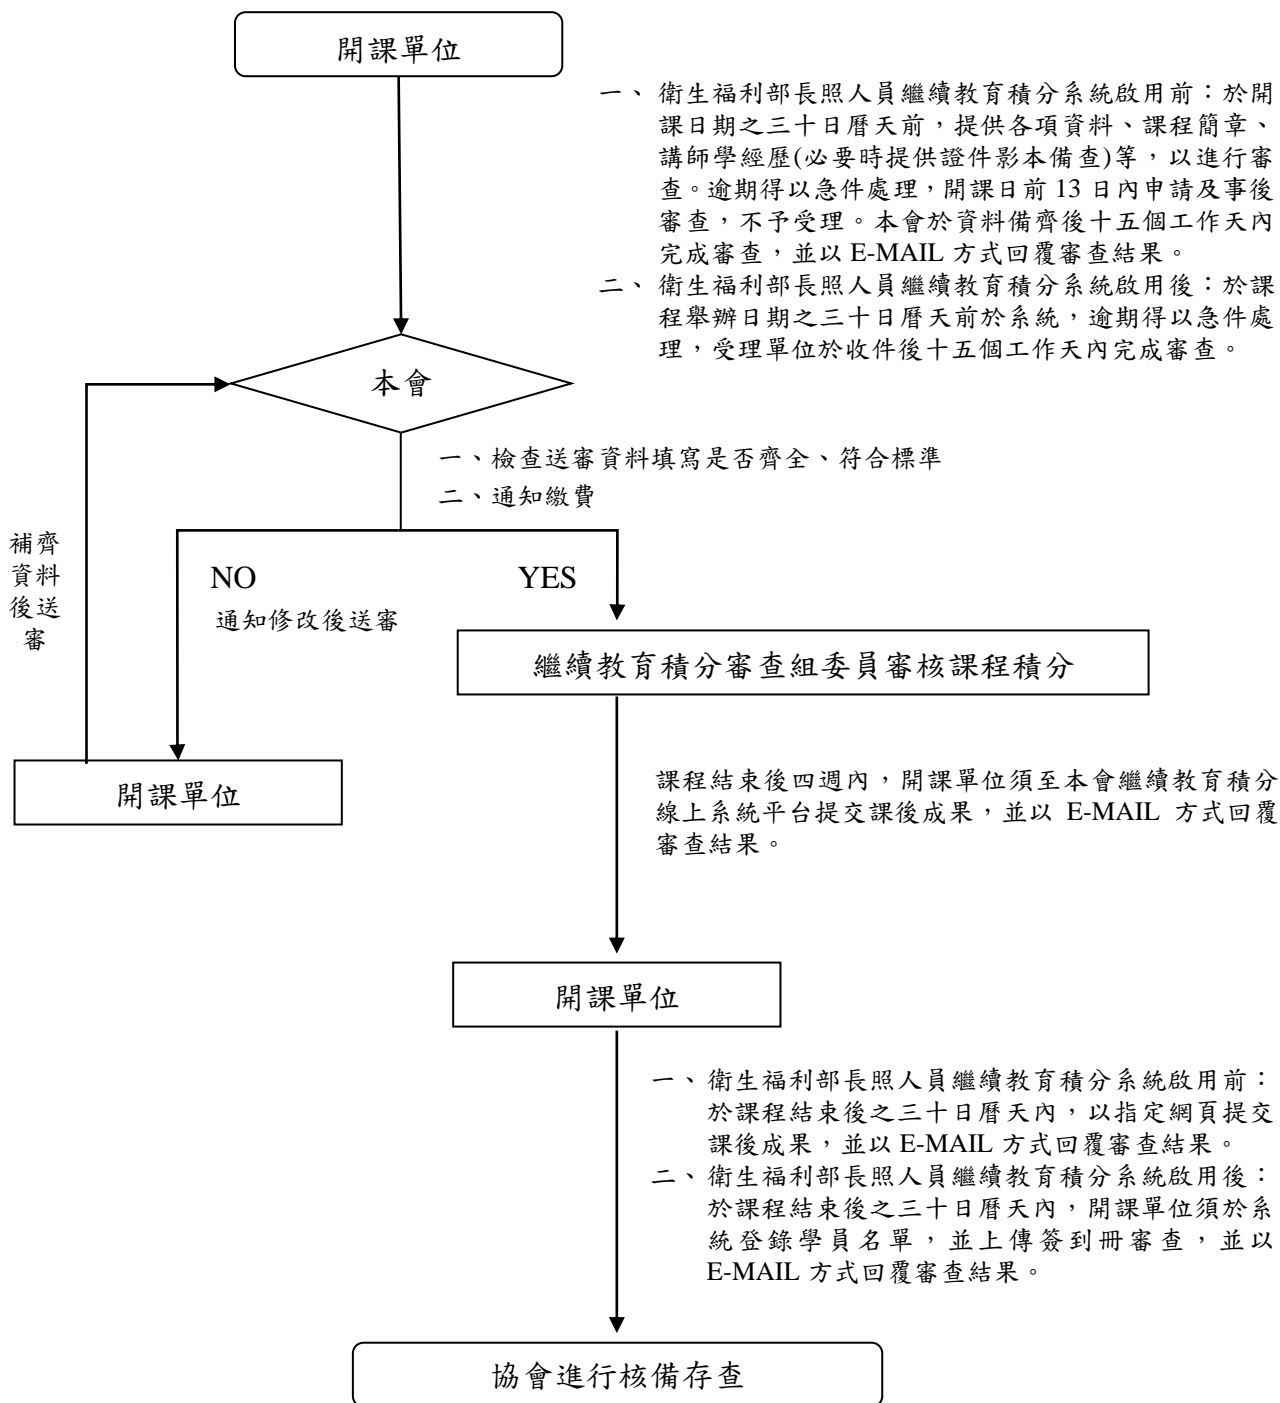 開課單位
一、 衛生福利部長照人員繼續教育積分系統啟用前：於開
課日期之三十日曆天前，提供各項資料、課程簡章、
講師學經歷(必要時提供證件影本備查)等，以進行審
查。逾期得以急件處理，開課日前 13 日內申請及事後
審查，不予受理。本會於資料備齊後十五個工作天內
完成審查，並以 E-MAIL 方式回覆審查結果。
二、 衛生福利部長照人員繼續教育積分系統啟用後：於課
程舉辦日期之三十日曆天前於系統，逾期得以急件處
理，受理單位於收件後十五個工作天內完成審查。
本會
一、檢查送審資料填寫是否齊全、符合標準
二、通知繳費
補齊
資料
後送
審
NO
YES
通知修改後送審
繼續教育積分審查組委員審核課程積分
開課單位
課程結束後四週內，開課單位須至本會繼續教育積分
線上系統平台提交課後成果，並以 E-MAIL 方式回覆
審查結果。
開課單位
一、 衛生福利部長照人員繼續教育積分系統啟用前：
於課程結束後之三十日曆天內，以指定網頁提交
課後成果，並以 E-MAIL 方式回覆審查結果。
二、 衛生福利部長照人員繼續教育積分系統啟用後：
於課程結束後之三十日曆天內，開課單位須於系
統登錄學員名單，並上傳簽到冊審查，並以
E-MAIL 方式回覆審查結果。
協會進行核備存查